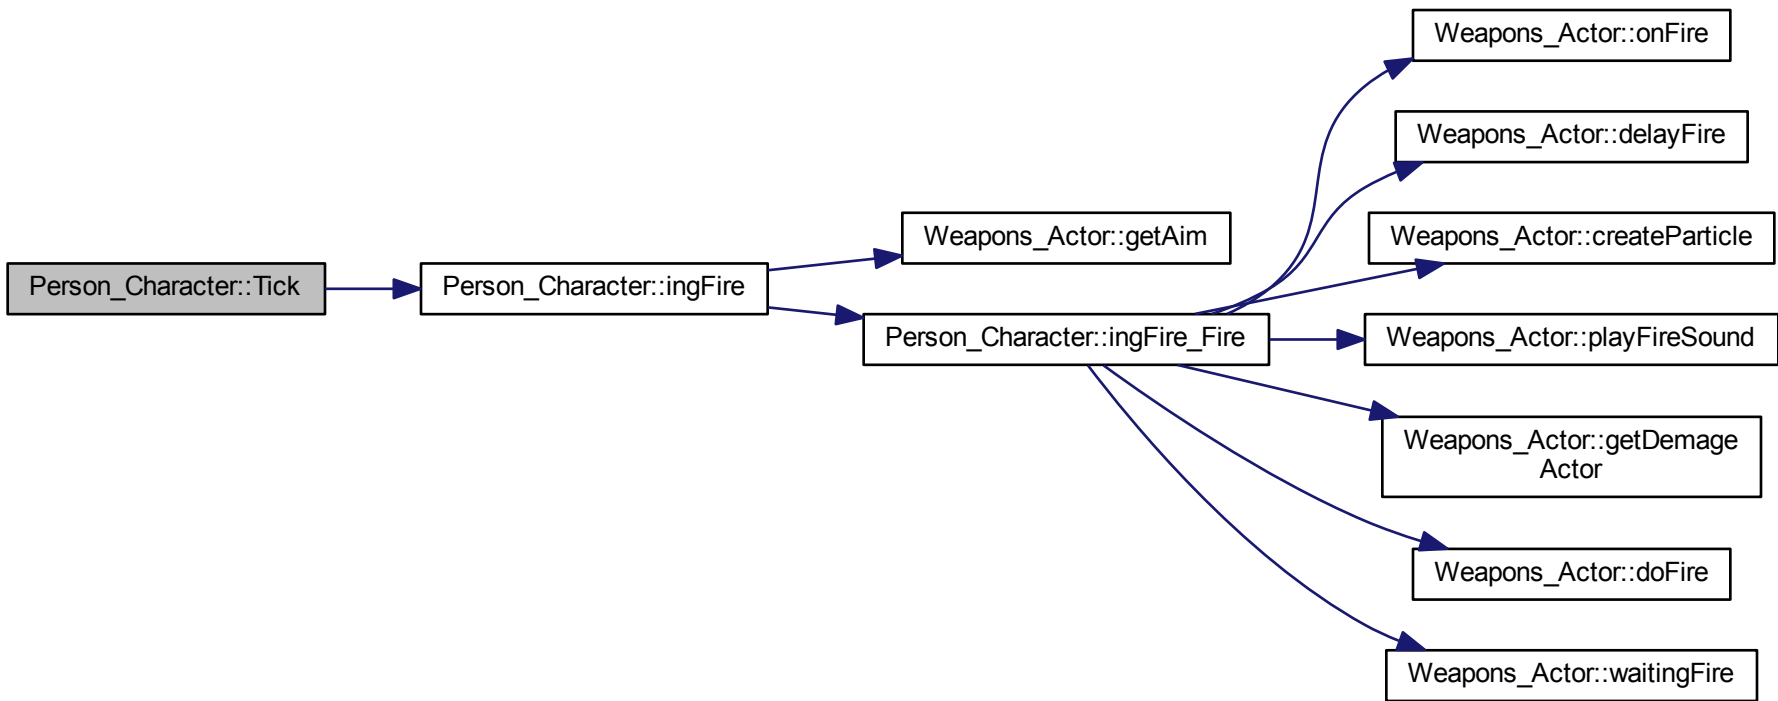 Weapons_Actor::onFire
Weapons_Actor::delayFire
Weapons_Actor::getAim
Weapons_Actor::createParticle
Person_Character::Tick
Person_Character::ingFire
Person_Character::ingFire_Fire
Weapons_Actor::playFireSound
Weapons_Actor::getDemage
Actor
Weapons_Actor::doFire
Weapons_Actor::waitingFire